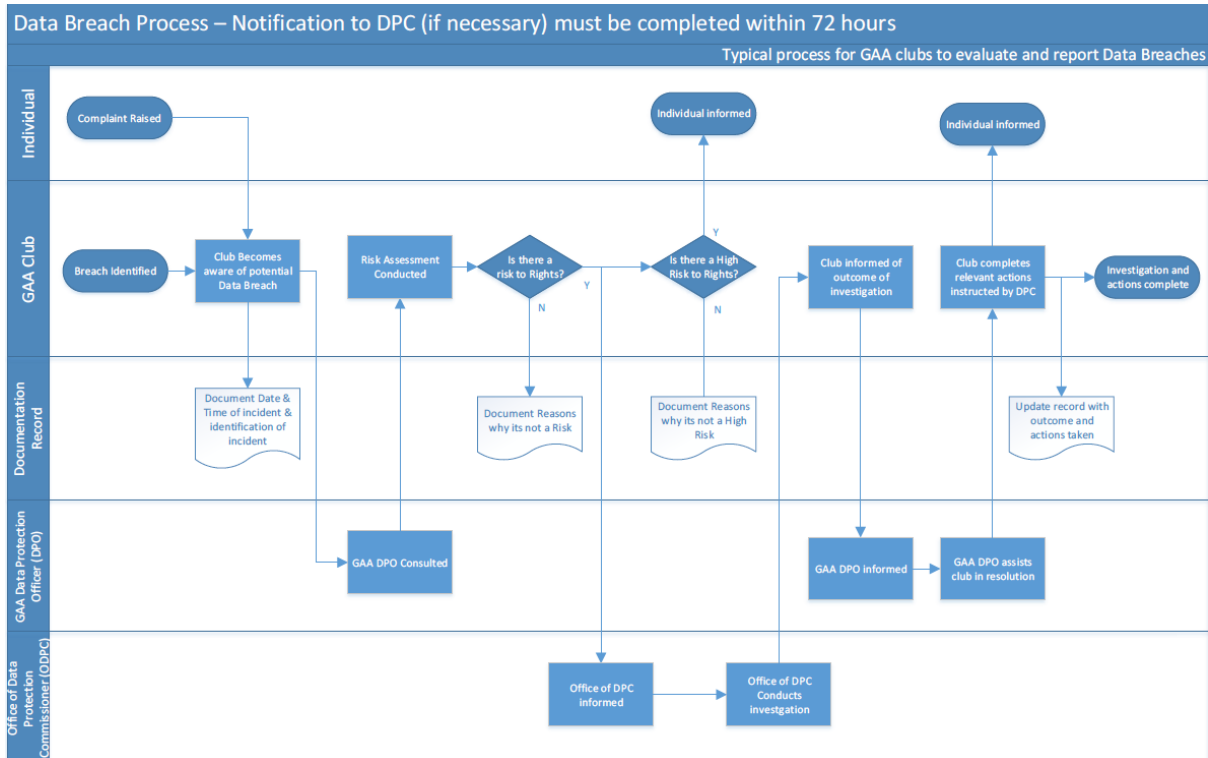 Data Breach Process – Notification to DPC (if necessary) must be completed within 72 hours
Typical process for GAA clubs to evaluate and report Data Breaches
Individual
Complaint Raised
Individual informed
Individual informed
GAA Club
Breach Identified
Club Becomes
aware of potential
Data Breach
Risk Assessment
Conducted
Is there a
risk to Rights?
Y
N
Is there a High
Risk to Rights?
Y
N
Club informed of
outcome of
investigation
Club completes
relevant actions
instructed by DPC
Investigation and
actions complete
Documentation
Record
Document Date &
Time of incident &
identification of
incident
Document Reasons
why its not a Risk
Document Reasons
why its not a High
Risk
Update record with
outcome and
actions taken
GAA Data Protection
Officer (DPO)
GAA DPO Consulted
GAA DPO informed
GAA DPO assists
club in resolution
Office of Data
Protection
Commissioner (ODPC)
Office of DPC
informed
Office of DPC
Conducts
investgation